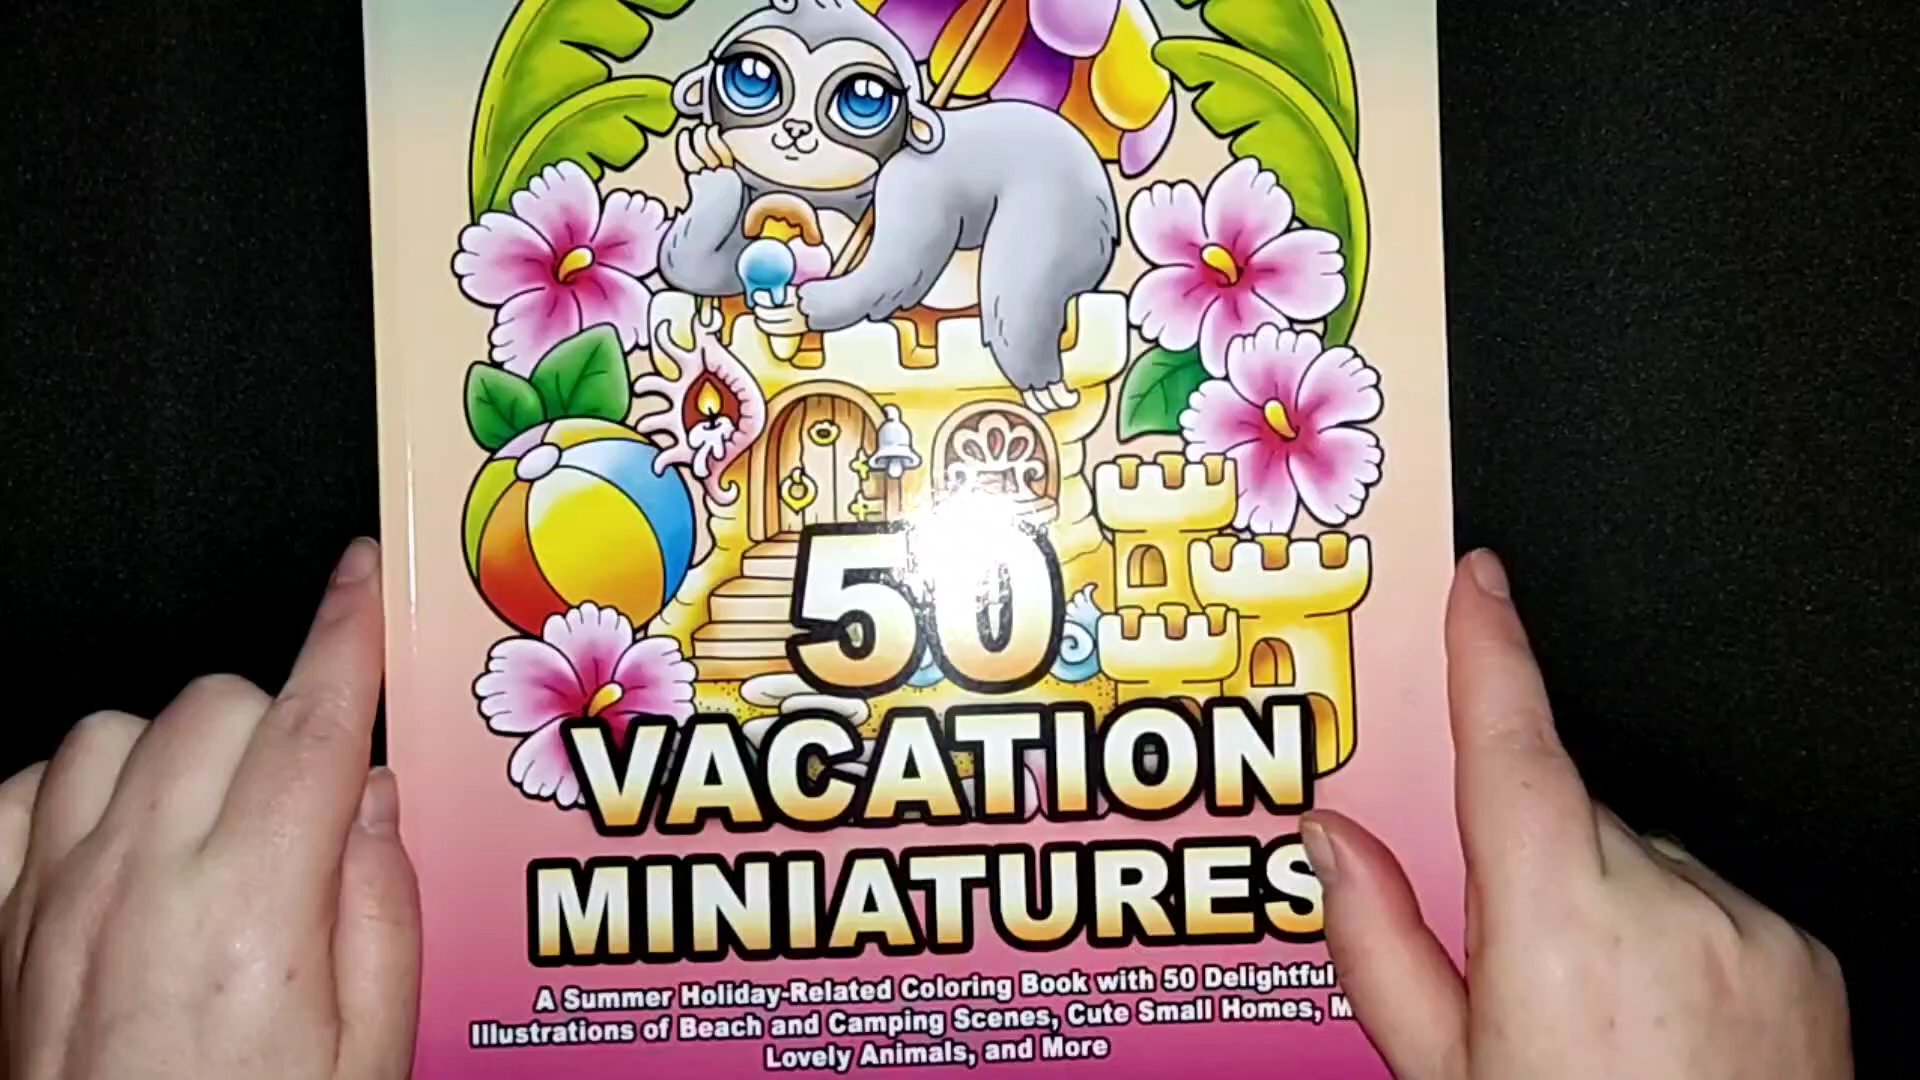 50
VACATION
MINIATURES
A Summer Holiday-Related Coloring Book with 50 Delightful
Illustrations of Beach and Camping Scenes, Cute Small Homes,
Lovely Animals, and More